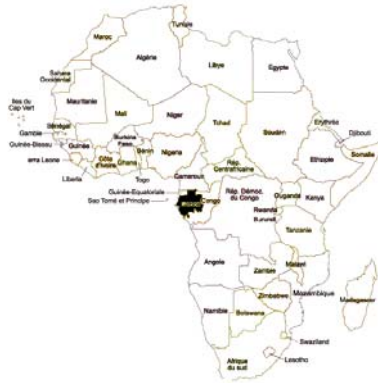 Tunisie
Maroc
Algérie
Libye
Egypte
Sahara
Occidental
Iles du
Cap Vert
Mauritanie
Mali
Niger
Tchad
Soudan
Erythrée
Djibouti
Sénégal
Gambie
Guinée-Bissau
Guinée
Burkina
Faso
Bénin
Nigeria
Ethiopie
Somalie
erra Leone
Côte
d'Ivoire
Ghana
Togo
Liberia
Rép.
Centrafricaine
Cameroun
Guinée-Equatoriale
Sao Tomé et Principe
Congo
Rép. Démoc.
du Congo
Ouganda
Kenya
Rwanda
Burundi
Tanzanie
Angola
Zambie
Malawi
Mozambique
Zimbabwe
Madagascar
Namibie
Botswana
Swaziland
Lesotho
Afrique
du sud